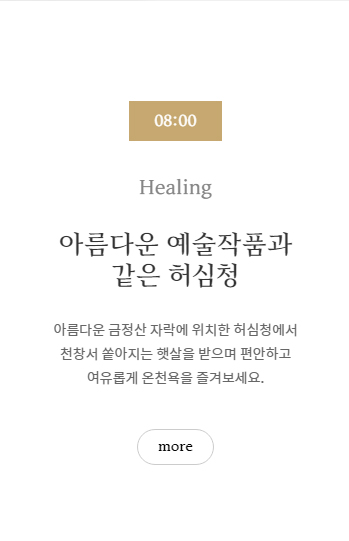 08:00
Healing
아름다운 예술작품과
같은 허심청
아름다운 금정산 자락에 위치한 허심청에서
천창서 쏟아지는 햇살을 받으며 편안하고
여유롭게 온천욕을 즐겨보세요.
more